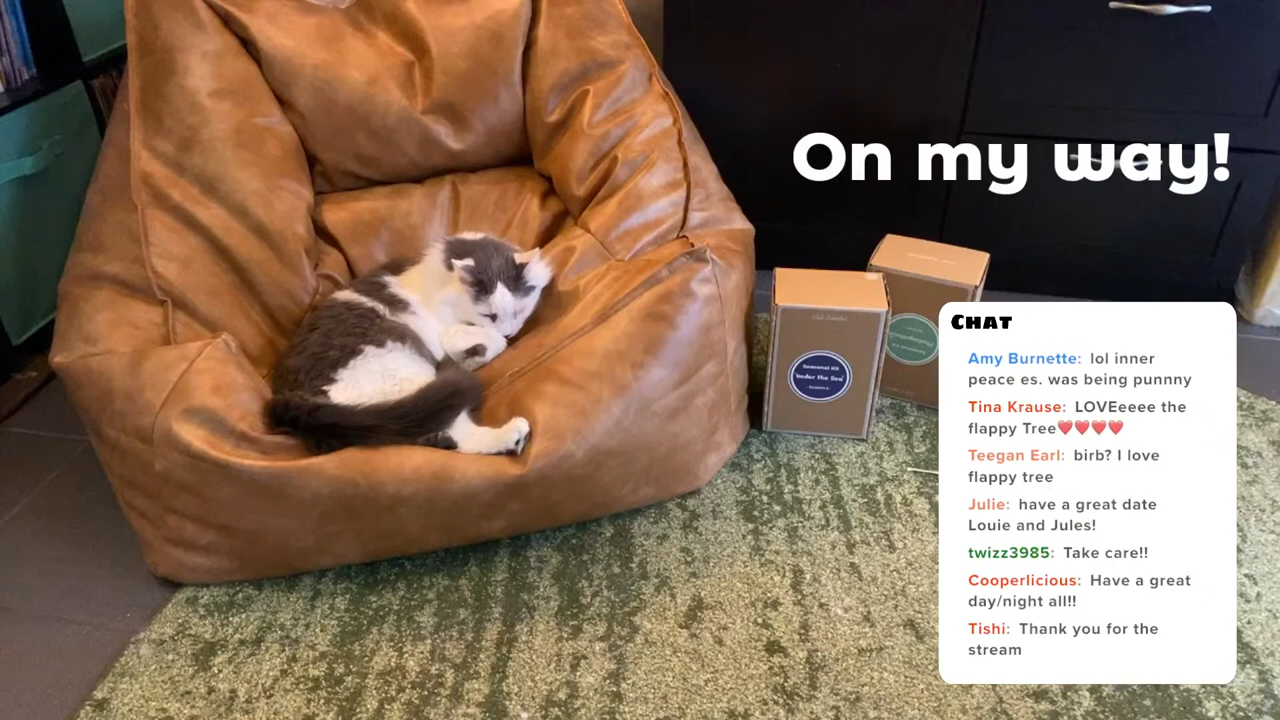 On my way!
Seasonal Kit
Under The Sea
CHAT
Amy Burnette: lol inner
peace es. was being punnny
Tina Krause: LOVEeeee the
flappy Tree❤️❤️❤️❤️
Teegan Earl: birb? I love
flappy tree
Julie: have a great date
Louie and Jules!
twizz3985: Take care!!
Cooperlicious: Have a great
day/night all!!
Tishi: Thank you for the
stream